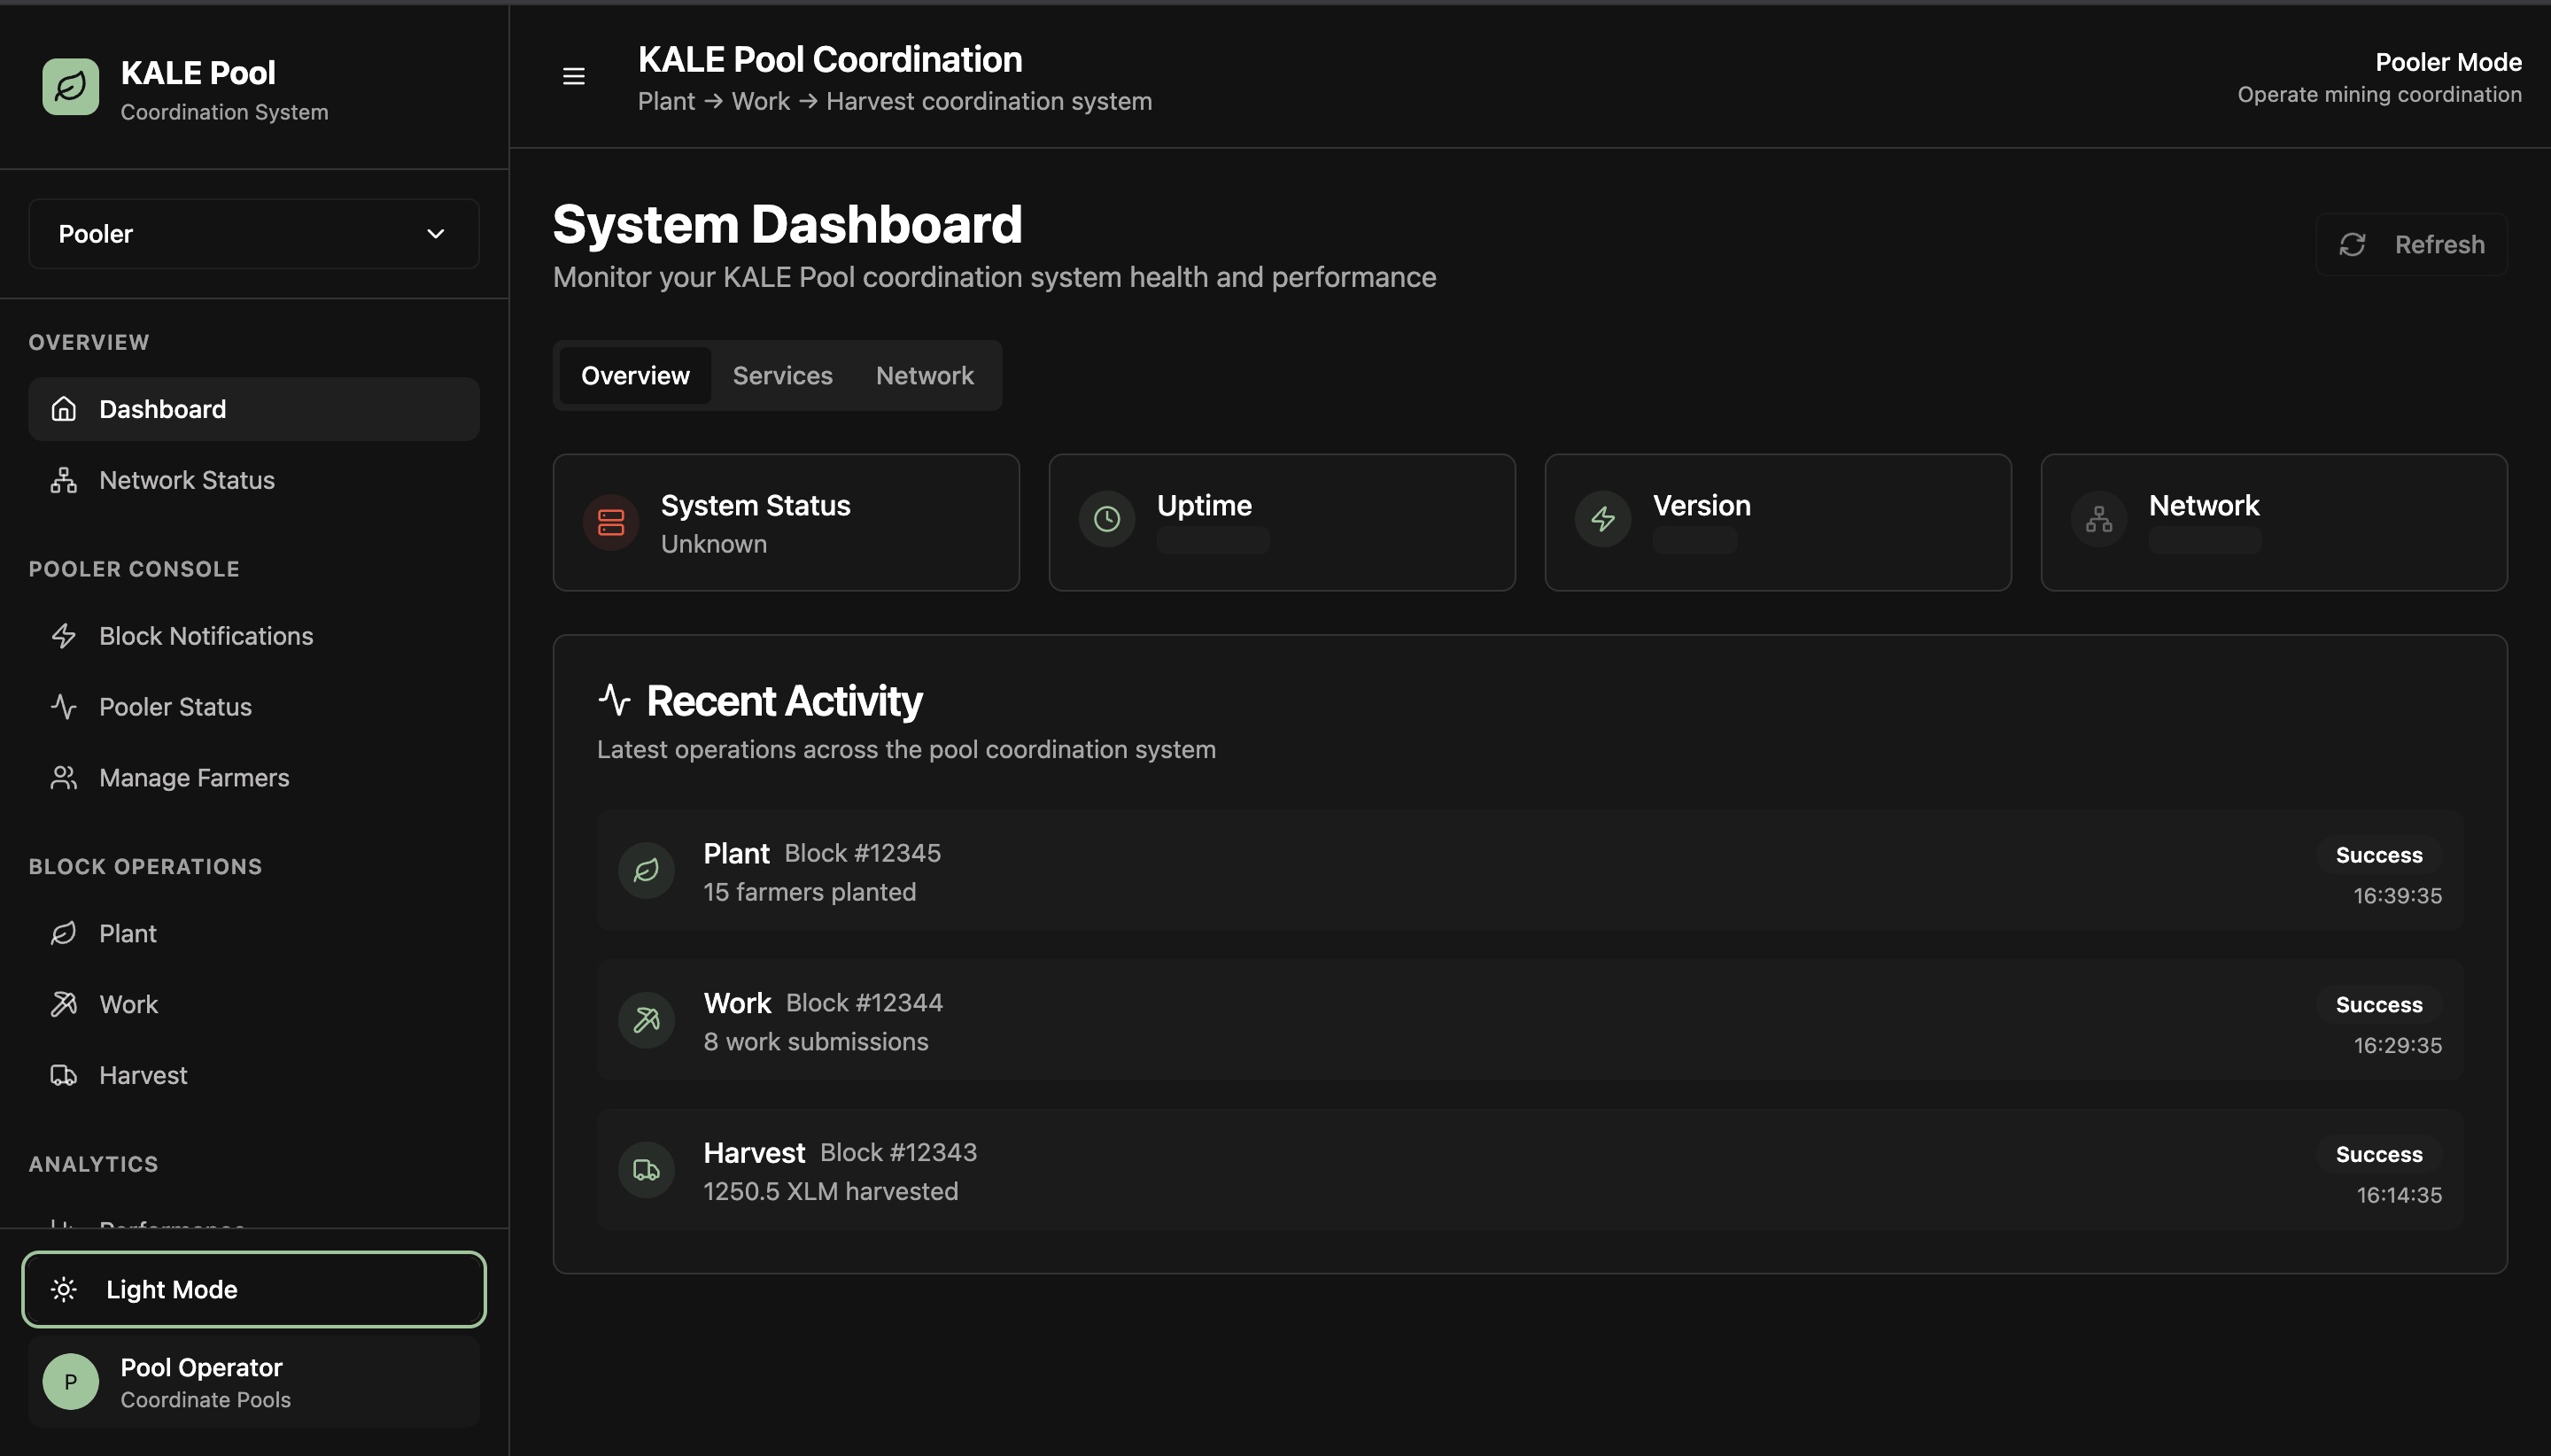 KALE Pool
Coordination System
Pooler
OVERVIEW
Dashboard
Network Status
POOLER CONSOLE
Block Notifications
Pooler Status
Manage Farmers
BLOCK OPERATIONS
Plant
Work
Harvest
ANALYTICS
Performance
Light Mode
P
Pool Operator
Coordinate Pools
KALE Pool Coordination
Plant → Work → Harvest coordination system
Pooler Mode
Operate mining coordination
System Dashboard
Monitor your KALE Pool coordination system health and performance
Refresh
Overview Services Network
System Status
Unknown
Uptime
Version
Network
Recent Activity
Latest operations across the pool coordination system
Plant Block #12345
15 farmers planted
Success
16:39:35
Work Block #12344
8 work submissions
Success
16:29:35
Harvest Block #12343
1250.5 XLM harvested
Success
16:14:35